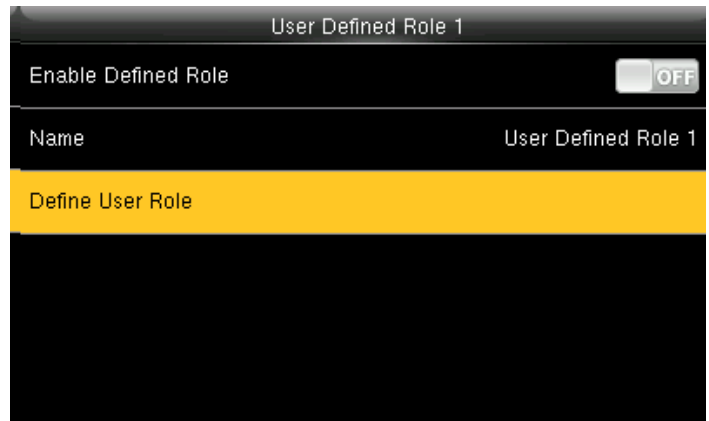 User Defined Role 1
Enable Defined Role OFF
Name User Defined Role 1
Define User Role